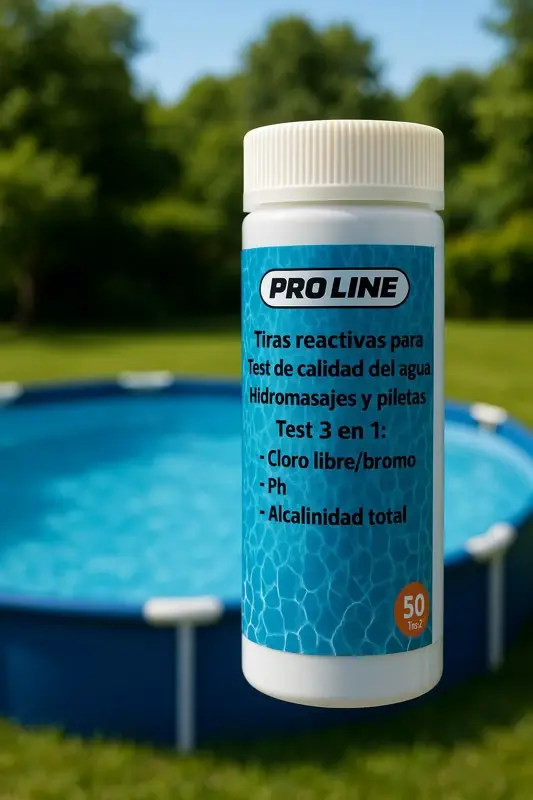 PRO LINE
Tiras reactivas para
Test de calidad del agua
Hidromasajes y piletas
Test 3 en 1:
- Cloro libre/bromo
- Ph
- Alcalinidad total
50